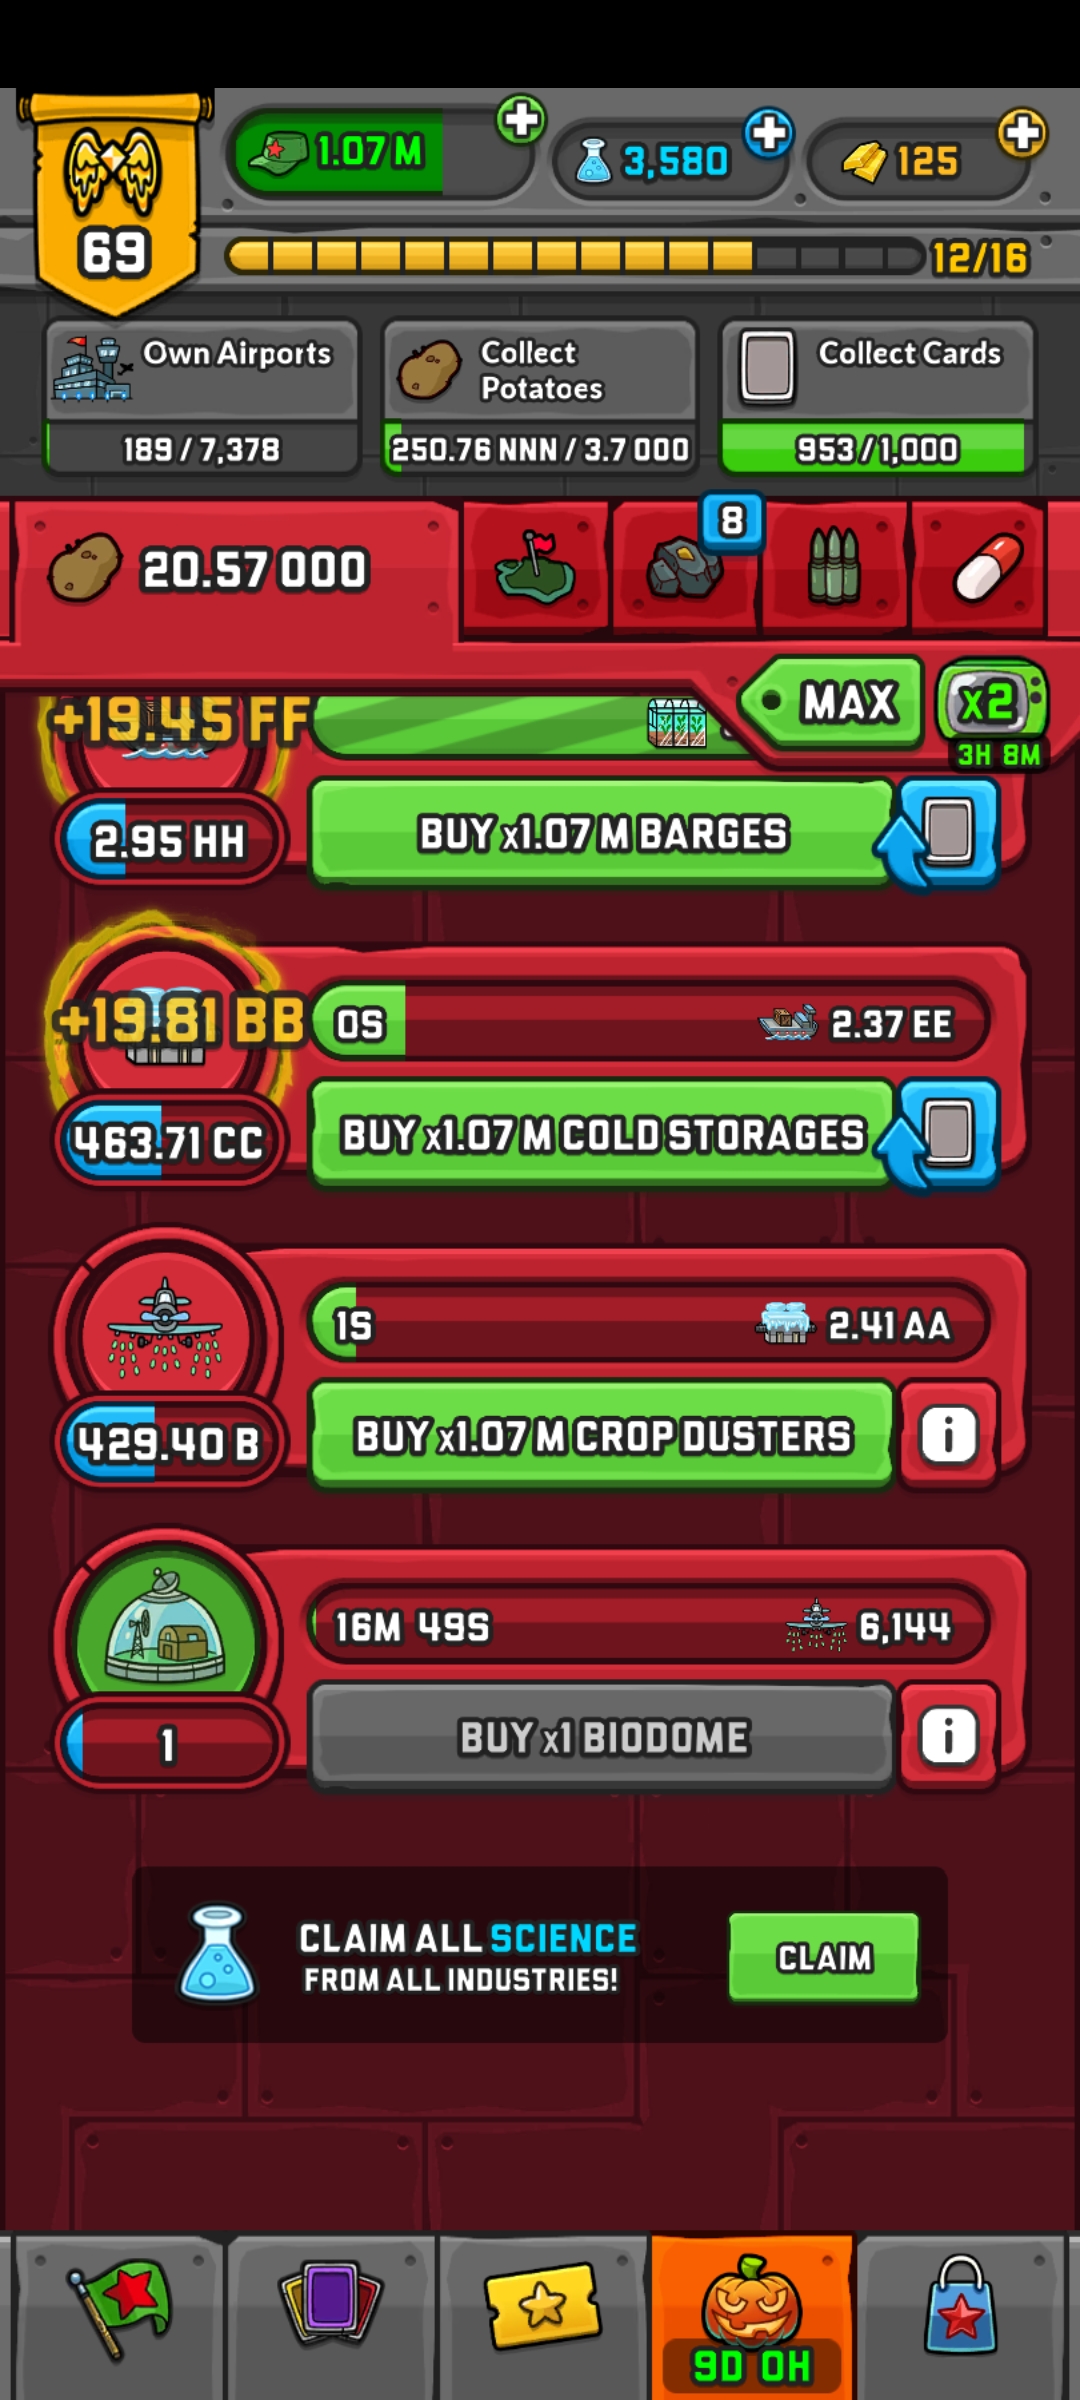 69
1.07 M
3,580
125
12/16
Own Airports
189 / 7,378
Collect
Potatoes
250.76 NNN / 3.7 OOO
Collect Cards
953 / 1,000
20.57 OOO
8
MAX
x2
3H 8M
+19.45 FF
2.95 HH
BUY x1.07 M BARGES
+19.81 BB
0S
2.37 EE
463.71 CC
BUY x1.07 M COLD STORAGES
1S
2.41 AA
429.40 B
BUY x1.07 M CROP DUSTERS
i
16M 49S
6,144
1
BUY x1 BIODOME
i
CLAIM ALL SCIENCE
FROM ALL INDUSTRIES!
CLAIM
9D 0H